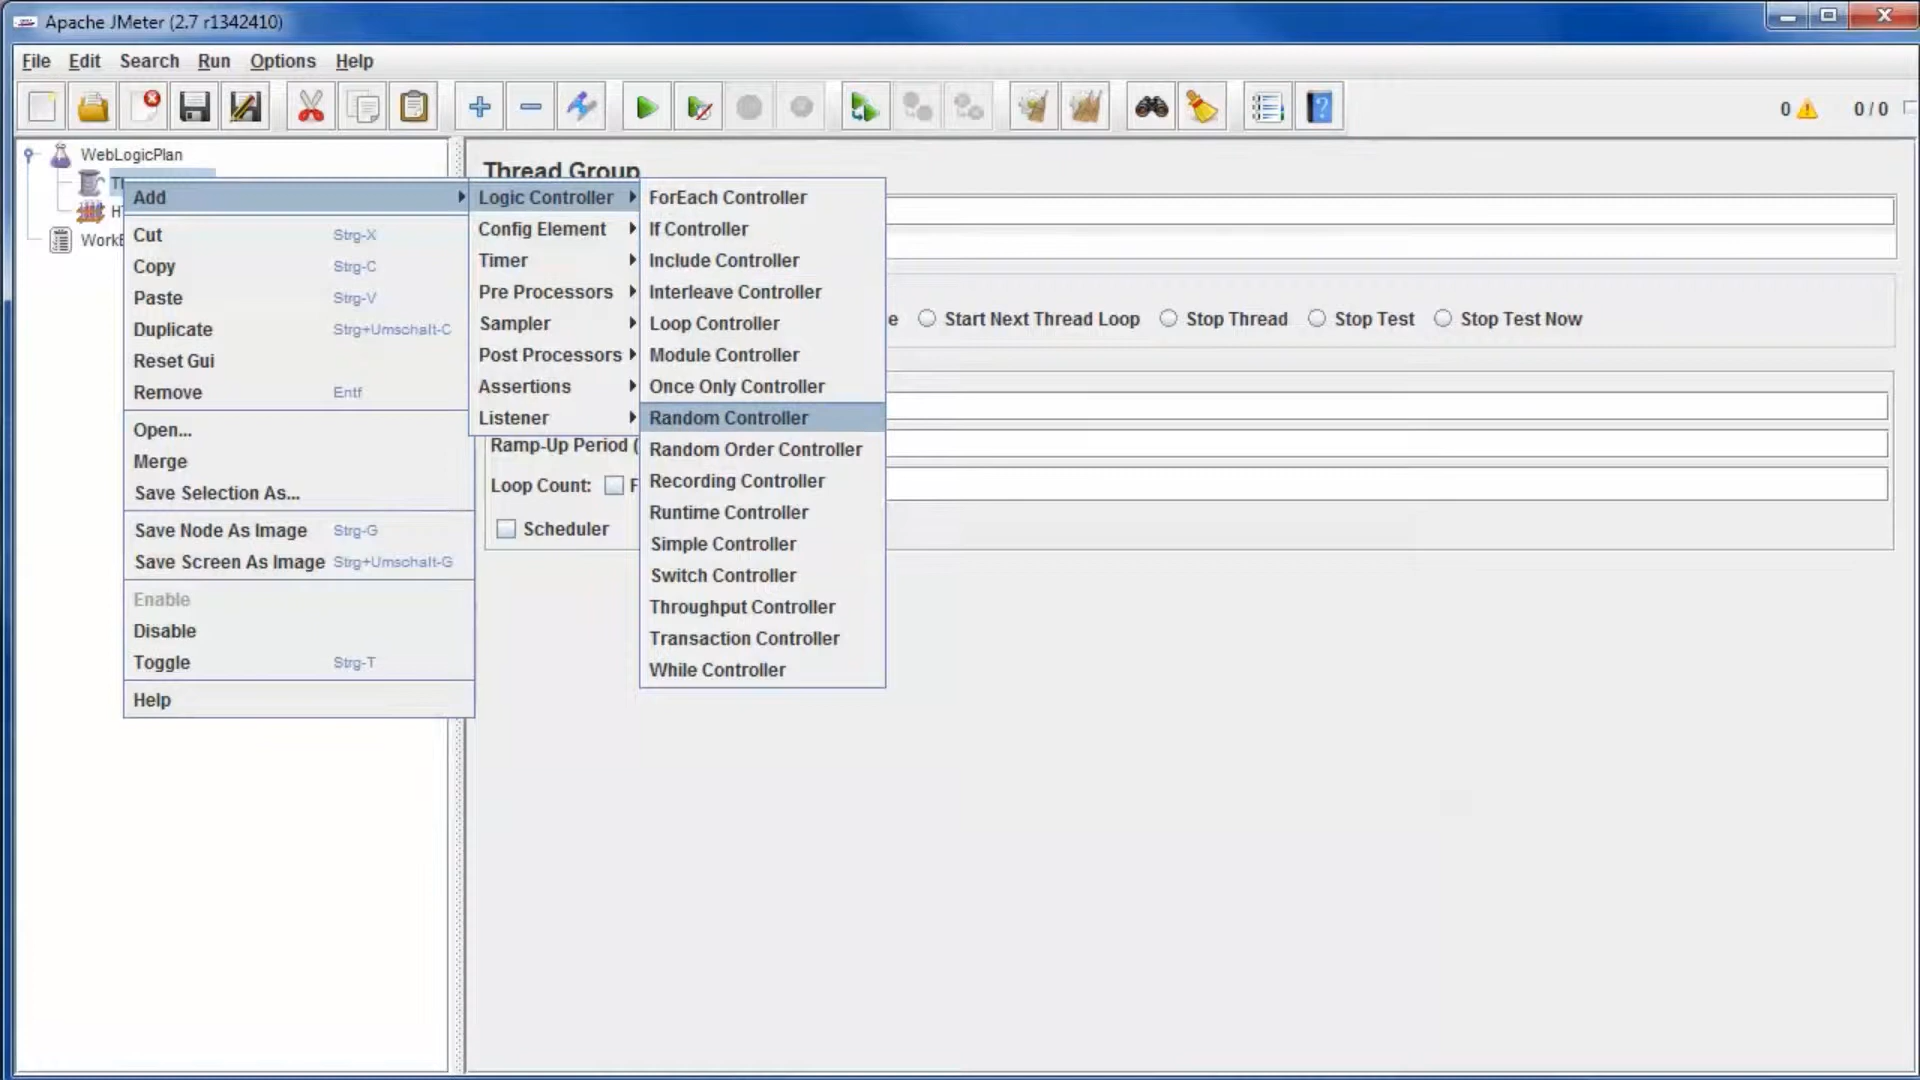 Apache JMeter (2.7 r1342410)
File Edit Search Run Options Help
0 0 / 0
WebLogicPlan
Thread Group
Add
Cut Strg-X
Copy Strg-C
Paste Strg-V
Duplicate Strg+Umschalt-C
Reset Gui
Remove Entf
Open...
Merge
Save Selection As...
Save Node As Image Strg-G
Save Screen As Image Strg+Umschalt-G
Enable
Disable
Toggle Strg-T
Help
Logic Controller
Config Element
Timer
Pre Processors
Sampler
Post Processors
Assertions
Listener
ForEach Controller
If Controller
Include Controller
Interleave Controller
Loop Controller
Module Controller
Once Only Controller
Random Controller
Random Order Controller
Recording Controller
Runtime Controller
Simple Controller
Switch Controller
Throughput Controller
Transaction Controller
While Controller
Start Next Thread Loop Stop Thread Stop Test Stop Test Now
Ramp-Up Period (
Loop Count: F
Scheduler